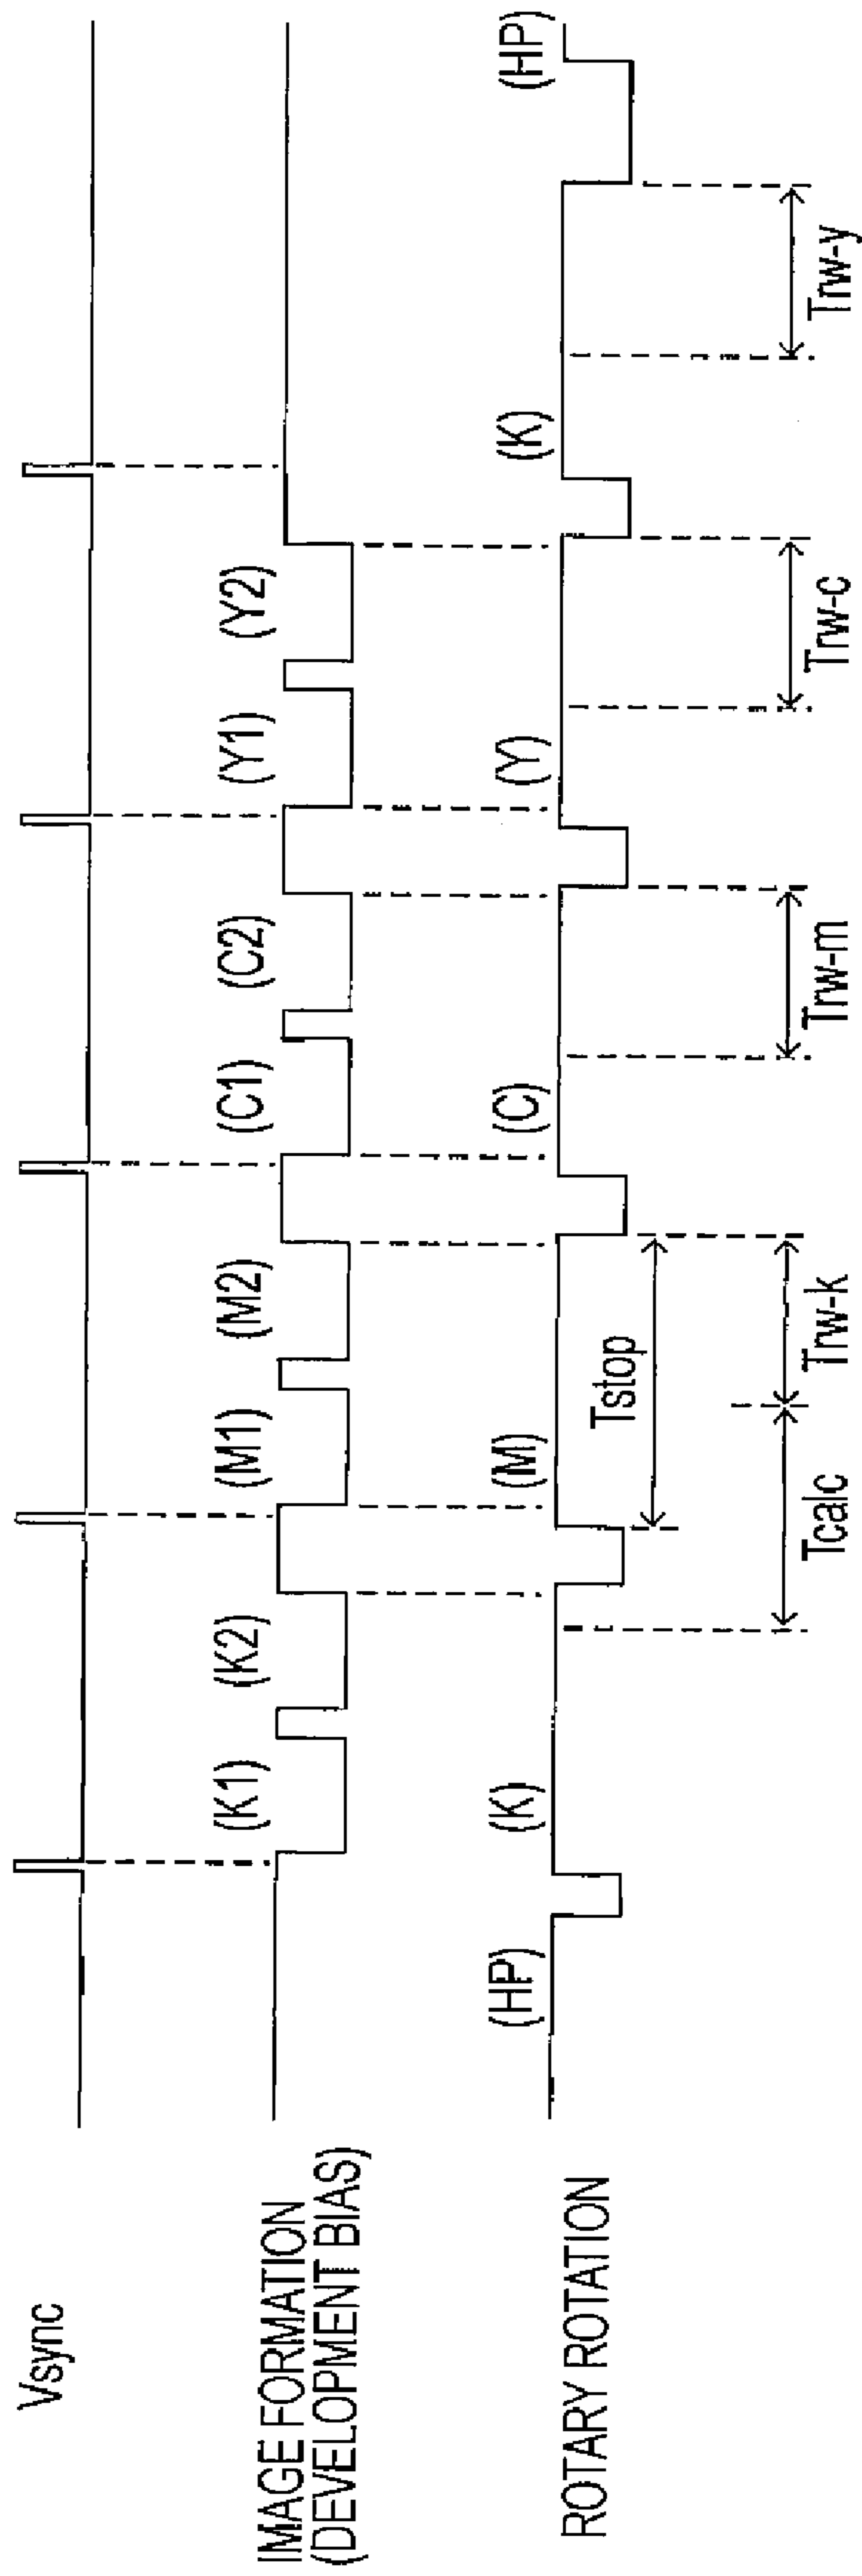 Vsync
IMAGE FORMATION
(DEVELOPMENT BIAS)
(K1) (K2) (M1) (M2) (C1) (C2) (Y1) (Y2)
ROTARY ROTATION
(HP) (K) (M) (C) (Y) (K) (HP)
Tstop
Tcalc Trw-k Trw-m Trw-c Trw-y